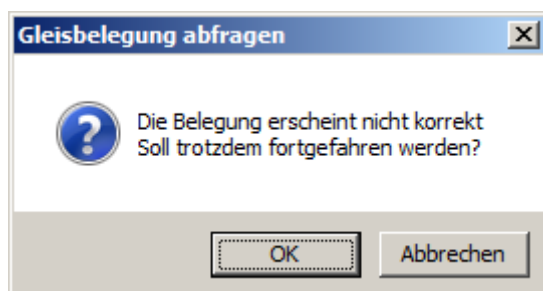 Gleisbelegung abfragen
Die Belegung erscheint nicht korrekt
Soll trotzdem fortgefahren werden?
OK Abbrechen